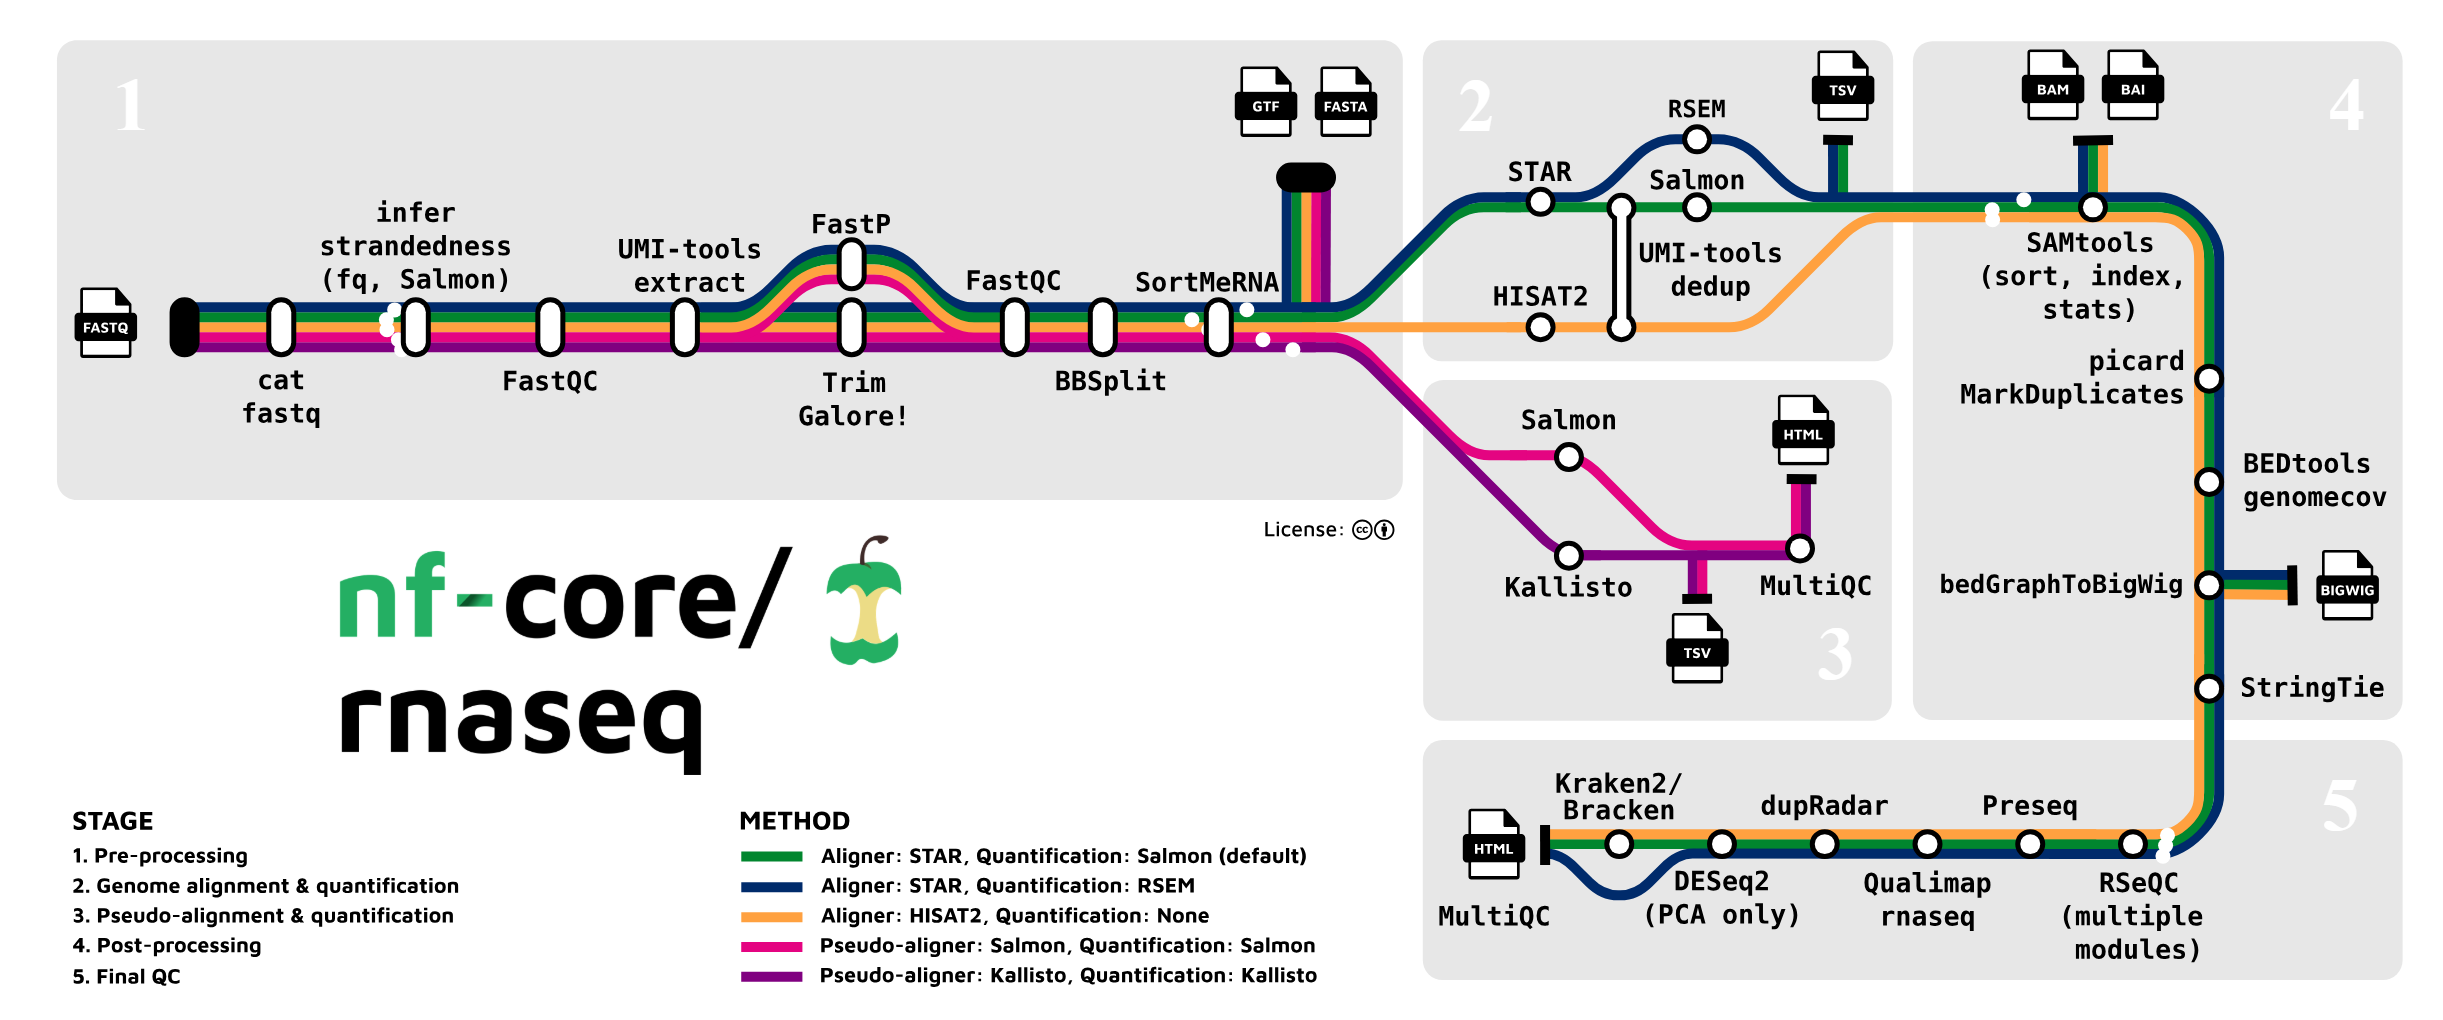 1
FASTQ
infer
strandedness
(fq, Salmon)
cat
fastq
FastQC
UMI-tools
extract
FastP
Trim
Galore!
FastQC
BBSplit
SortMeRNA
GTF
FASTA
2
STAR
RSEM
Salmon
HISAT2
UMI-tools
dedup
TSV
Salmon
Kallisto
HTML
MultiQC
TSV
3
4
BAM
BAI
SAMtools
(sort, index,
stats)
picard
MarkDuplicates
BEDtools
genomecov
bedGraphToBigWig
BIGWIG
StringTie
5
Kraken2/
Bracken
dupRadar
Preseq
HTML
MultiQC
DESeq2
(PCA only)
Qualimap
rnaseq
RSeQC
(multiple
modules)
License: cc
nf-core/
rnaseq
STAGE
1. Pre-processing
2. Genome alignment & quantification
3. Pseudo-alignment & quantification
4. Post-processing
5. Final QC
METHOD
Aligner: STAR, Quantification: Salmon (default)
Aligner: STAR, Quantification: RSEM
Aligner: HISAT2, Quantification: None
Pseudo-aligner: Salmon, Quantification: Salmon
Pseudo-aligner: Kallisto, Quantification: Kallisto